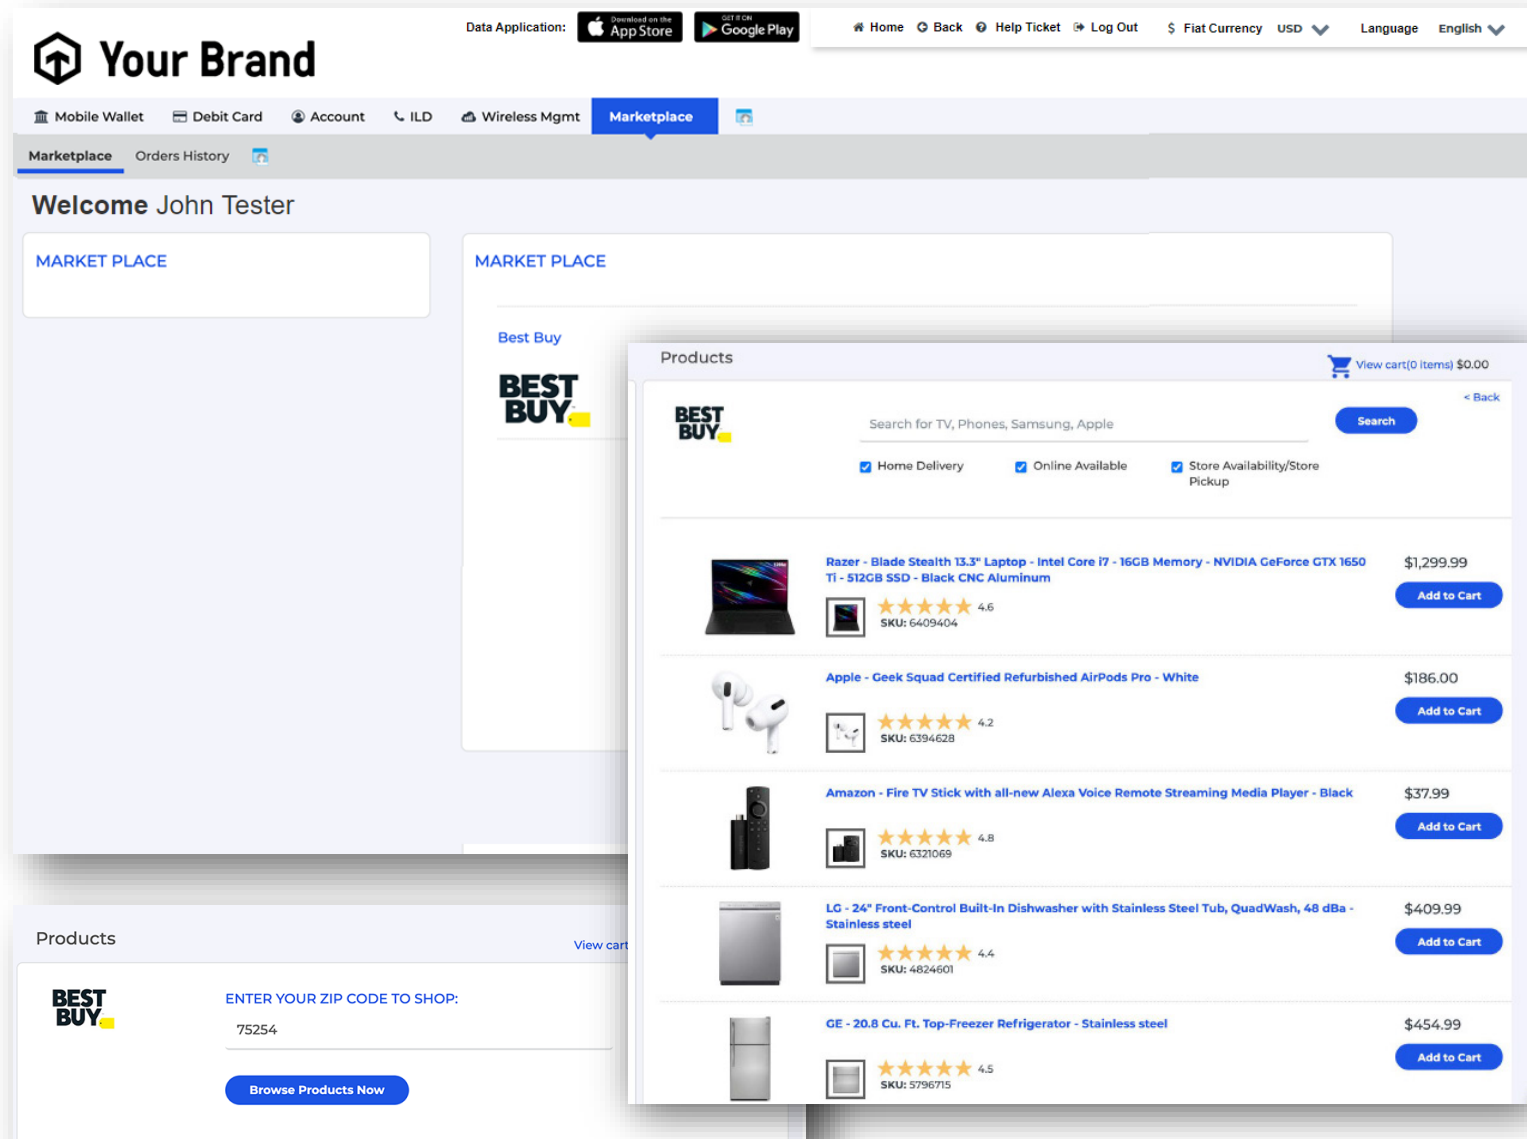 Data Application:
Download on the
App Store
GET IT ON
Google Play
Home
Back
Help Ticket
Log Out
$ Fiat Currency
USD
Language
English
Your Brand
Mobile Wallet
Debit Card
Account
ILD
Wireless Mgmt
Marketplace
Marketplace
Orders History
Welcome John Tester
MARKET PLACE
MARKET PLACE
Best Buy
BEST
BUY
Products
View cart(0 items) $0.00
< Back
BEST
BUY
Search for TV, Phones, Samsung, Apple
Search
Home Delivery
Online Available
Store Availability/Store
Pickup
Razer - Blade Stealth 13.3" Laptop - Intel Core i7 - 16GB Memory - NVIDIA GeForce GTX 1650
Ti - 512GB SSD - Black CNC Aluminum
$1,299.99
Add to Cart
4.6
SKU: 6409404
Apple - Geek Squad Certified Refurbished AirPods Pro - White
$186.00
Add to Cart
4.2
SKU: 6394628
Amazon - Fire TV Stick with all-new Alexa Voice Remote Streaming Media Player - Black
$37.99
Add to Cart
4.8
SKU: 6321069
LG - 24" Front-Control Built-In Dishwasher with Stainless Steel Tub, QuadWash, 48 dBa -
Stainless steel
$409.99
Add to Cart
4.4
SKU: 4824601
GE - 20.8 Cu. Ft. Top-Freezer Refrigerator - Stainless steel
$454.99
Add to Cart
4.5
SKU: 5796715
Products
View cart
BEST
BUY
ENTER YOUR ZIP CODE TO SHOP:
75254
Browse Products Now